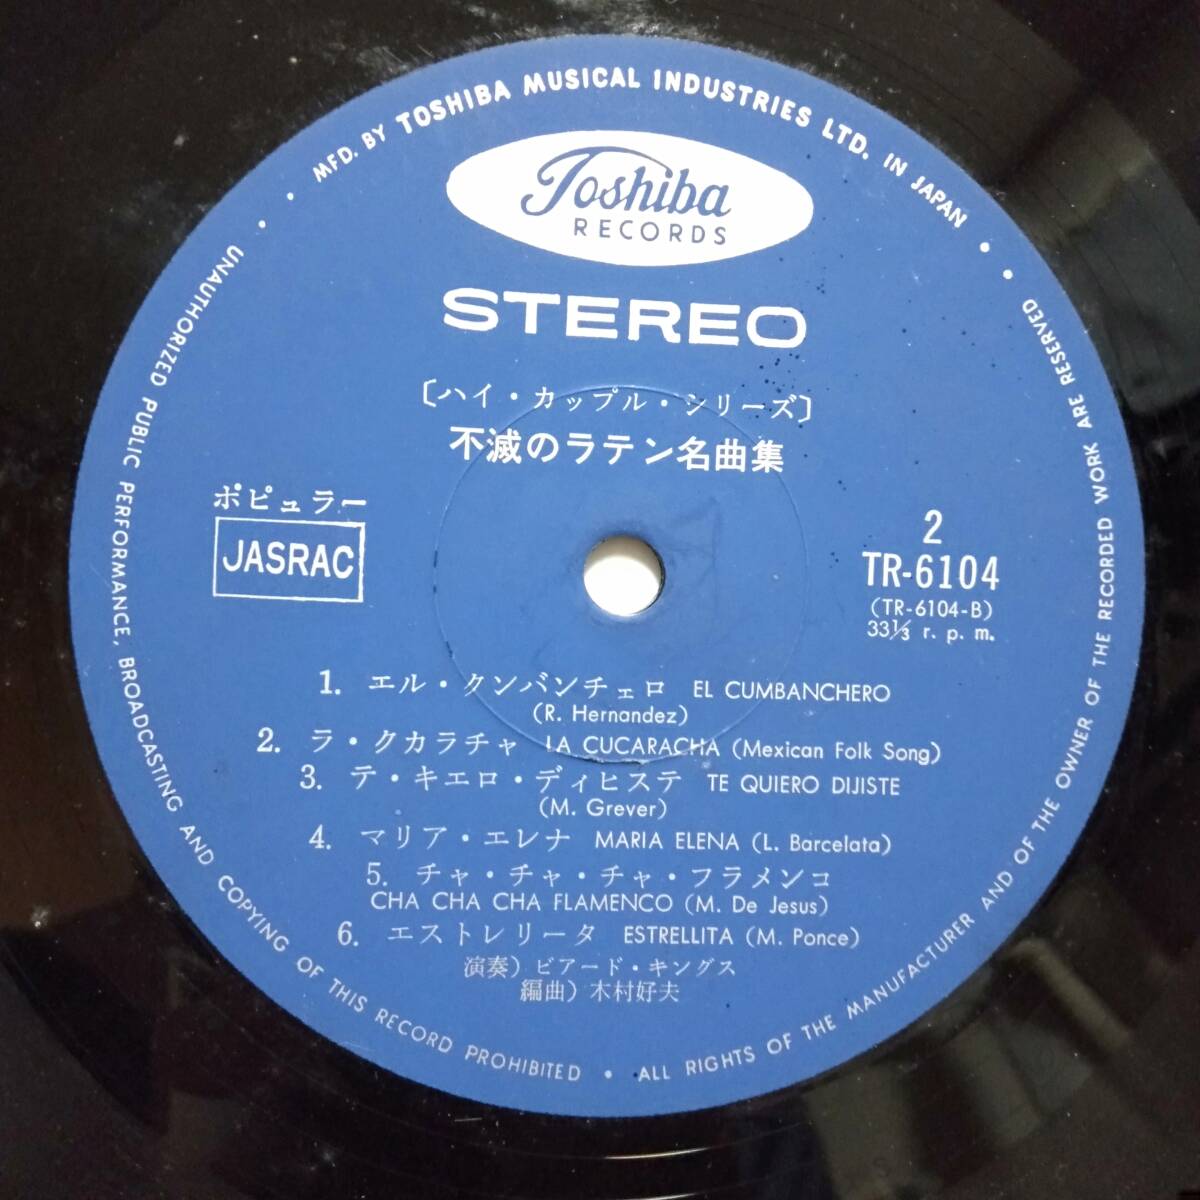 MFD. BY TOSHIBA MUSICAL INDUSTRIES LTD. IN JAPAN
Toshiba
RECORDS
STEREO
〔ハイ・カップル・シリーズ〕
不滅のラテン名曲集
ポピュラー
JASRAC
2
TR-6104
(TR-6104-B)
33⅓ r. p. m.
1. エル・クンバンチェロ EL CUMBANCHERO
(R. Hernandez)
2. ラ・クカラチャ LA CUCARACHA (Mexican Folk Song)
3. テ・キエロ・ディヒステ TE QUIERO DIJISTE
(M. Grever)
4. マリア・エレナ MARIA ELENA (L. Barcelata)
5. チャ・チャ・チャ・フラメンコ
CHA CHA CHA FLAMENCO (M. De Jesus)
6. エストレリータ ESTRELLITA (M. Ponce)
演奏) ビアード・キングス
編曲) 木村好夫
UNAUTHORIZED PUBLIC PERFORMANCE, BROADCASTING AND COPYING OF THIS RECORD PROHIBITED • ALL RIGHTS OF THE MANUFACTURER AND OF THE OWNER OF THE RECORDED WORK ARE RESERVED